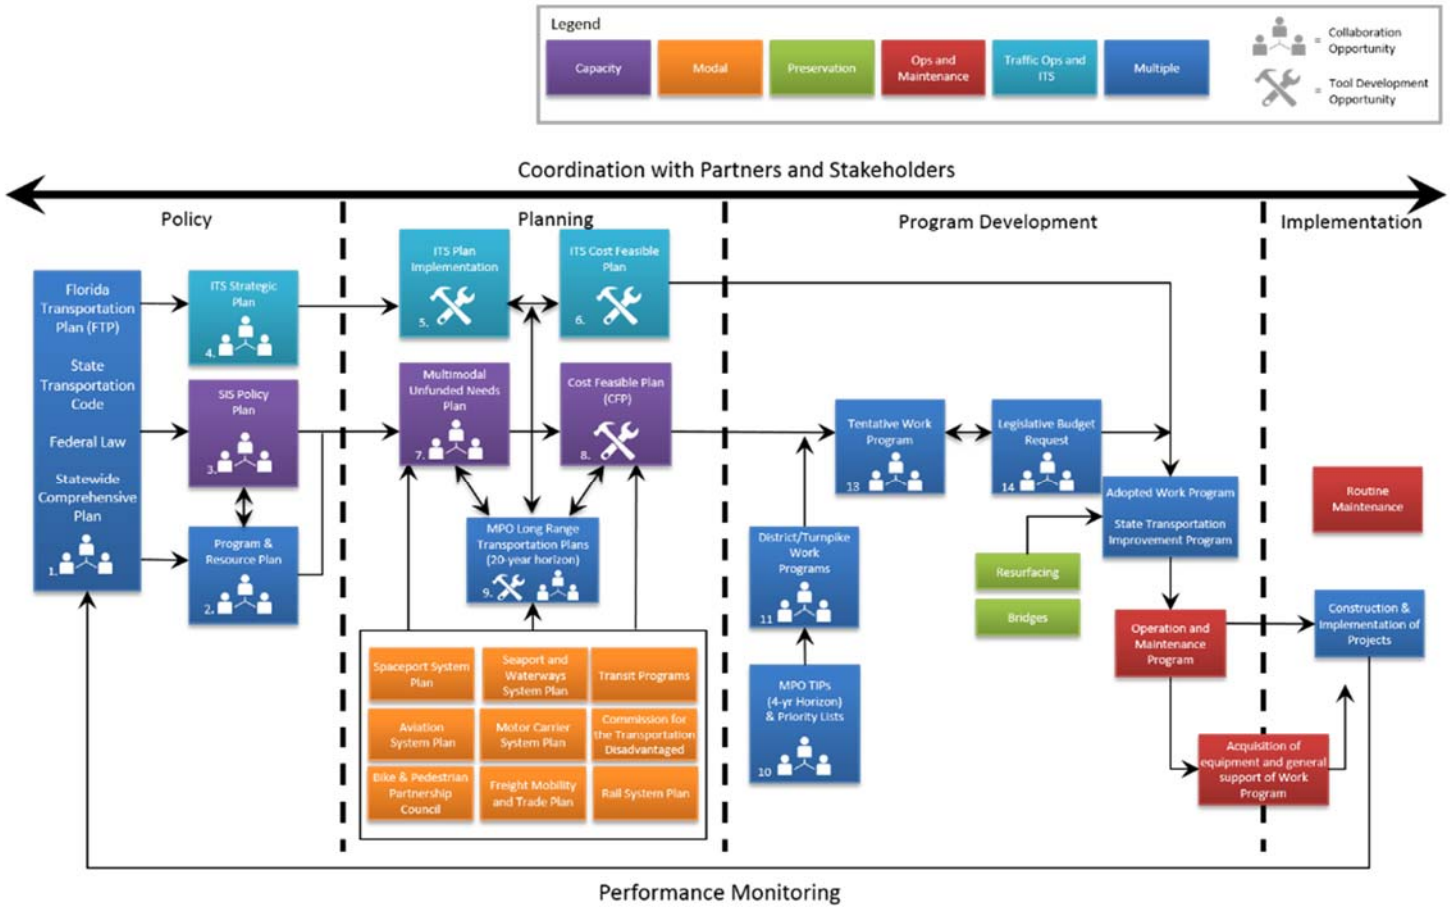 Legend
Capacity
Modal
Preservation
Ops and
Maintenance
Traffic Ops and
ITS
Multiple
= Collaboration
Opportunity
= Tool Development
Opportunity
Coordination with Partners and Stakeholders
Policy
Planning
Program Development
Implementation
Florida
Transportation
Plan (FTP)
State
Transportation
Code
Federal Law
Statewide
Comprehensive
Plan
1.
ITS Strategic
Plan
4.
SIS Policy
Plan
3.
Program &
Resource Plan
2.
ITS Plan
Implementation
5.
ITS Cost Feasible
Plan
6.
Multimodal
Unfunded Needs
Plan
7.
Cost Feasible Plan
(CFP)
8.
MPO Long Range
Transportation Plans
(20-year horizon)
9.
Spaceport System
Plan
Seaport and
Waterways
System Plan
Transit Programs
Aviation
System Plan
Motor Carrier
System Plan
Commission for
the Transportation
Disadvantaged
Bike & Pedestrian
Partnership
Council
Freight Mobility
and Trade Plan
Rail System Plan
Tentative Work
Program
13
Legislative Budget
Request
14
District/Turnpike
Work
Programs
11
MPO TIPs
(4-yr Horizon)
& Priority Lists
10
Adopted Work Program
State Transportation
Improvement Program
Resurfacing
Bridges
Operation and
Maintenance
Program
Acquisition of
equipment and general
support of Work
Program
Routine
Maintenance
Construction &
Implementation of
Projects
Performance Monitoring